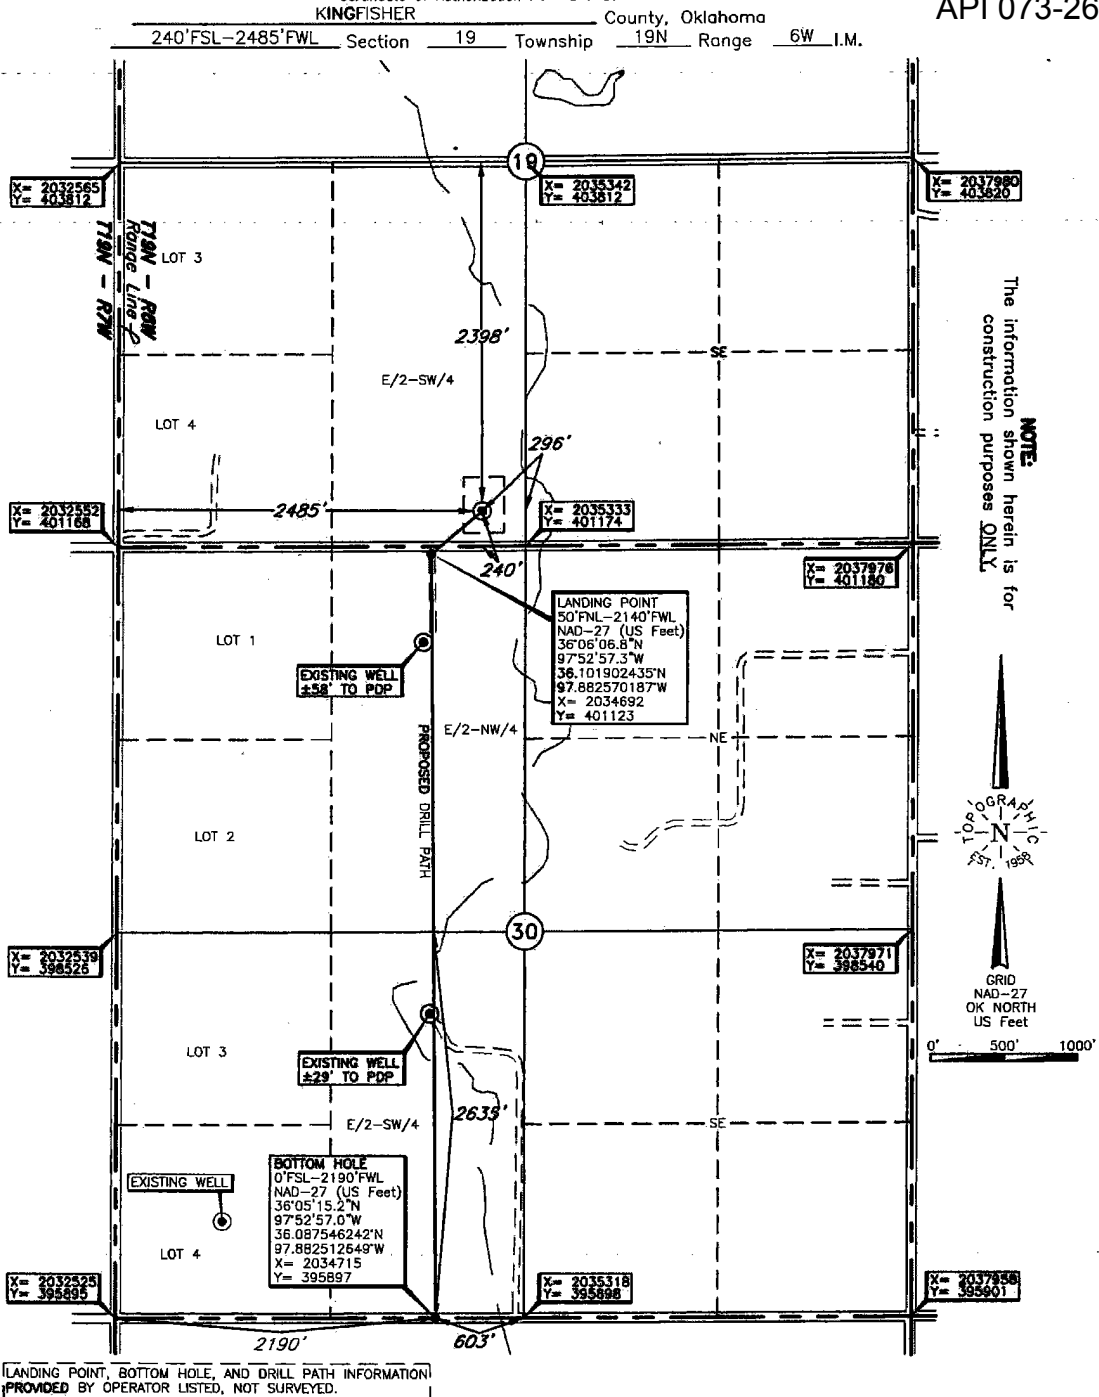 API 073-26
KINGFISHER County, Oklahoma
240'FSL-2485'FWL Section 19 Township 19N Range 6W I.M.
19
X= 2032565
Y= 403812
X= 2035342
Y= 403812
X= 2037980
Y= 403820
T19N - R6W
Range Line
T19N - R7W
LOT 3
2398'
SE
E/2-SW/4
LOT 4
296'
X= 2032552
Y= 401168
2485'
X= 2035333
Y= 401174
240'
X= 2037976
Y= 401180
NOTE:
The information shown herein is for
construction purposes ONLY
LANDING POINT
50'FNL-2140'FWL
NAD-27 (US Feet)
36°06'06.8"N
97°52'57.3"W
36.101902435°N
97.882570187°W
X= 2034692
Y= 401123
LOT 1
EXISTING WELL
±58' TO PDP
E/2-NW/4
NE
PROPOSED DRILL PATH
LOT 2
TOPOGRAPHIC
N
EST. 1958
30
X= 2032539
Y= 398526
X= 2037971
Y= 398540
GRID
NAD-27
OK NORTH
US Feet
0' 500' 1000'
LOT 3
EXISTING WELL
±29' TO PDP
2635'
E/2-SW/4
SE
BOTTOM HOLE
0'FSL-2190'FWL
NAD-27 (US Feet)
36°05'15.2"N
97°52'57.0"W
36.087546242°N
97.882512649°W
X= 2034715
Y= 395897
EXISTING WELL
LOT 4
X= 2032525
Y= 395895
X= 2035318
Y= 395898
X= 2037958
Y= 395901
2190'
603'
LANDING POINT, BOTTOM HOLE, AND DRILL PATH INFORMATION
PROVIDED BY OPERATOR LISTED, NOT SURVEYED.